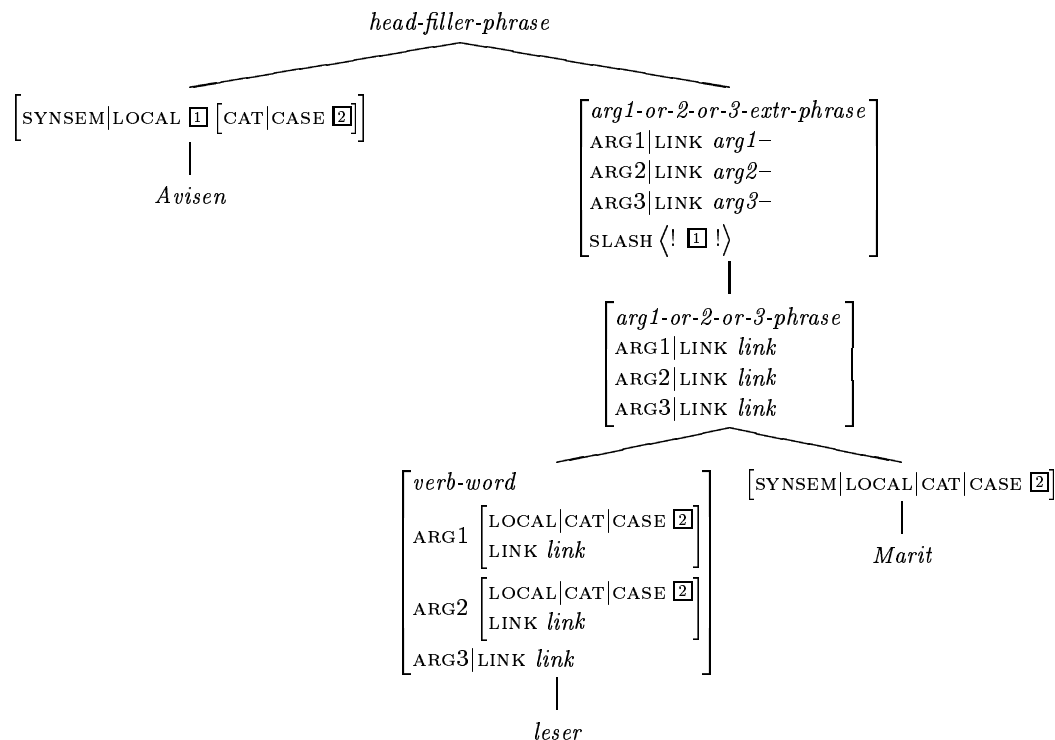 head-filler-phrase
[SYNSEM|LOCAL 1 [CAT|CASE 2]]
Avisen
arg1-or-2-or-3-extr-phrase
ARG1|LINK arg1–
ARG2|LINK arg2–
ARG3|LINK arg3–
SLASH ⟨! 1 !⟩
arg1-or-2-or-3-phrase
ARG1|LINK link
ARG2|LINK link
ARG3|LINK link
verb-word
ARG1 [LOCAL|CAT|CASE 2
LINK link]
ARG2 [LOCAL|CAT|CASE 2
LINK link]
ARG3|LINK link
leser
[SYNSEM|LOCAL|CAT|CASE 2]
Marit